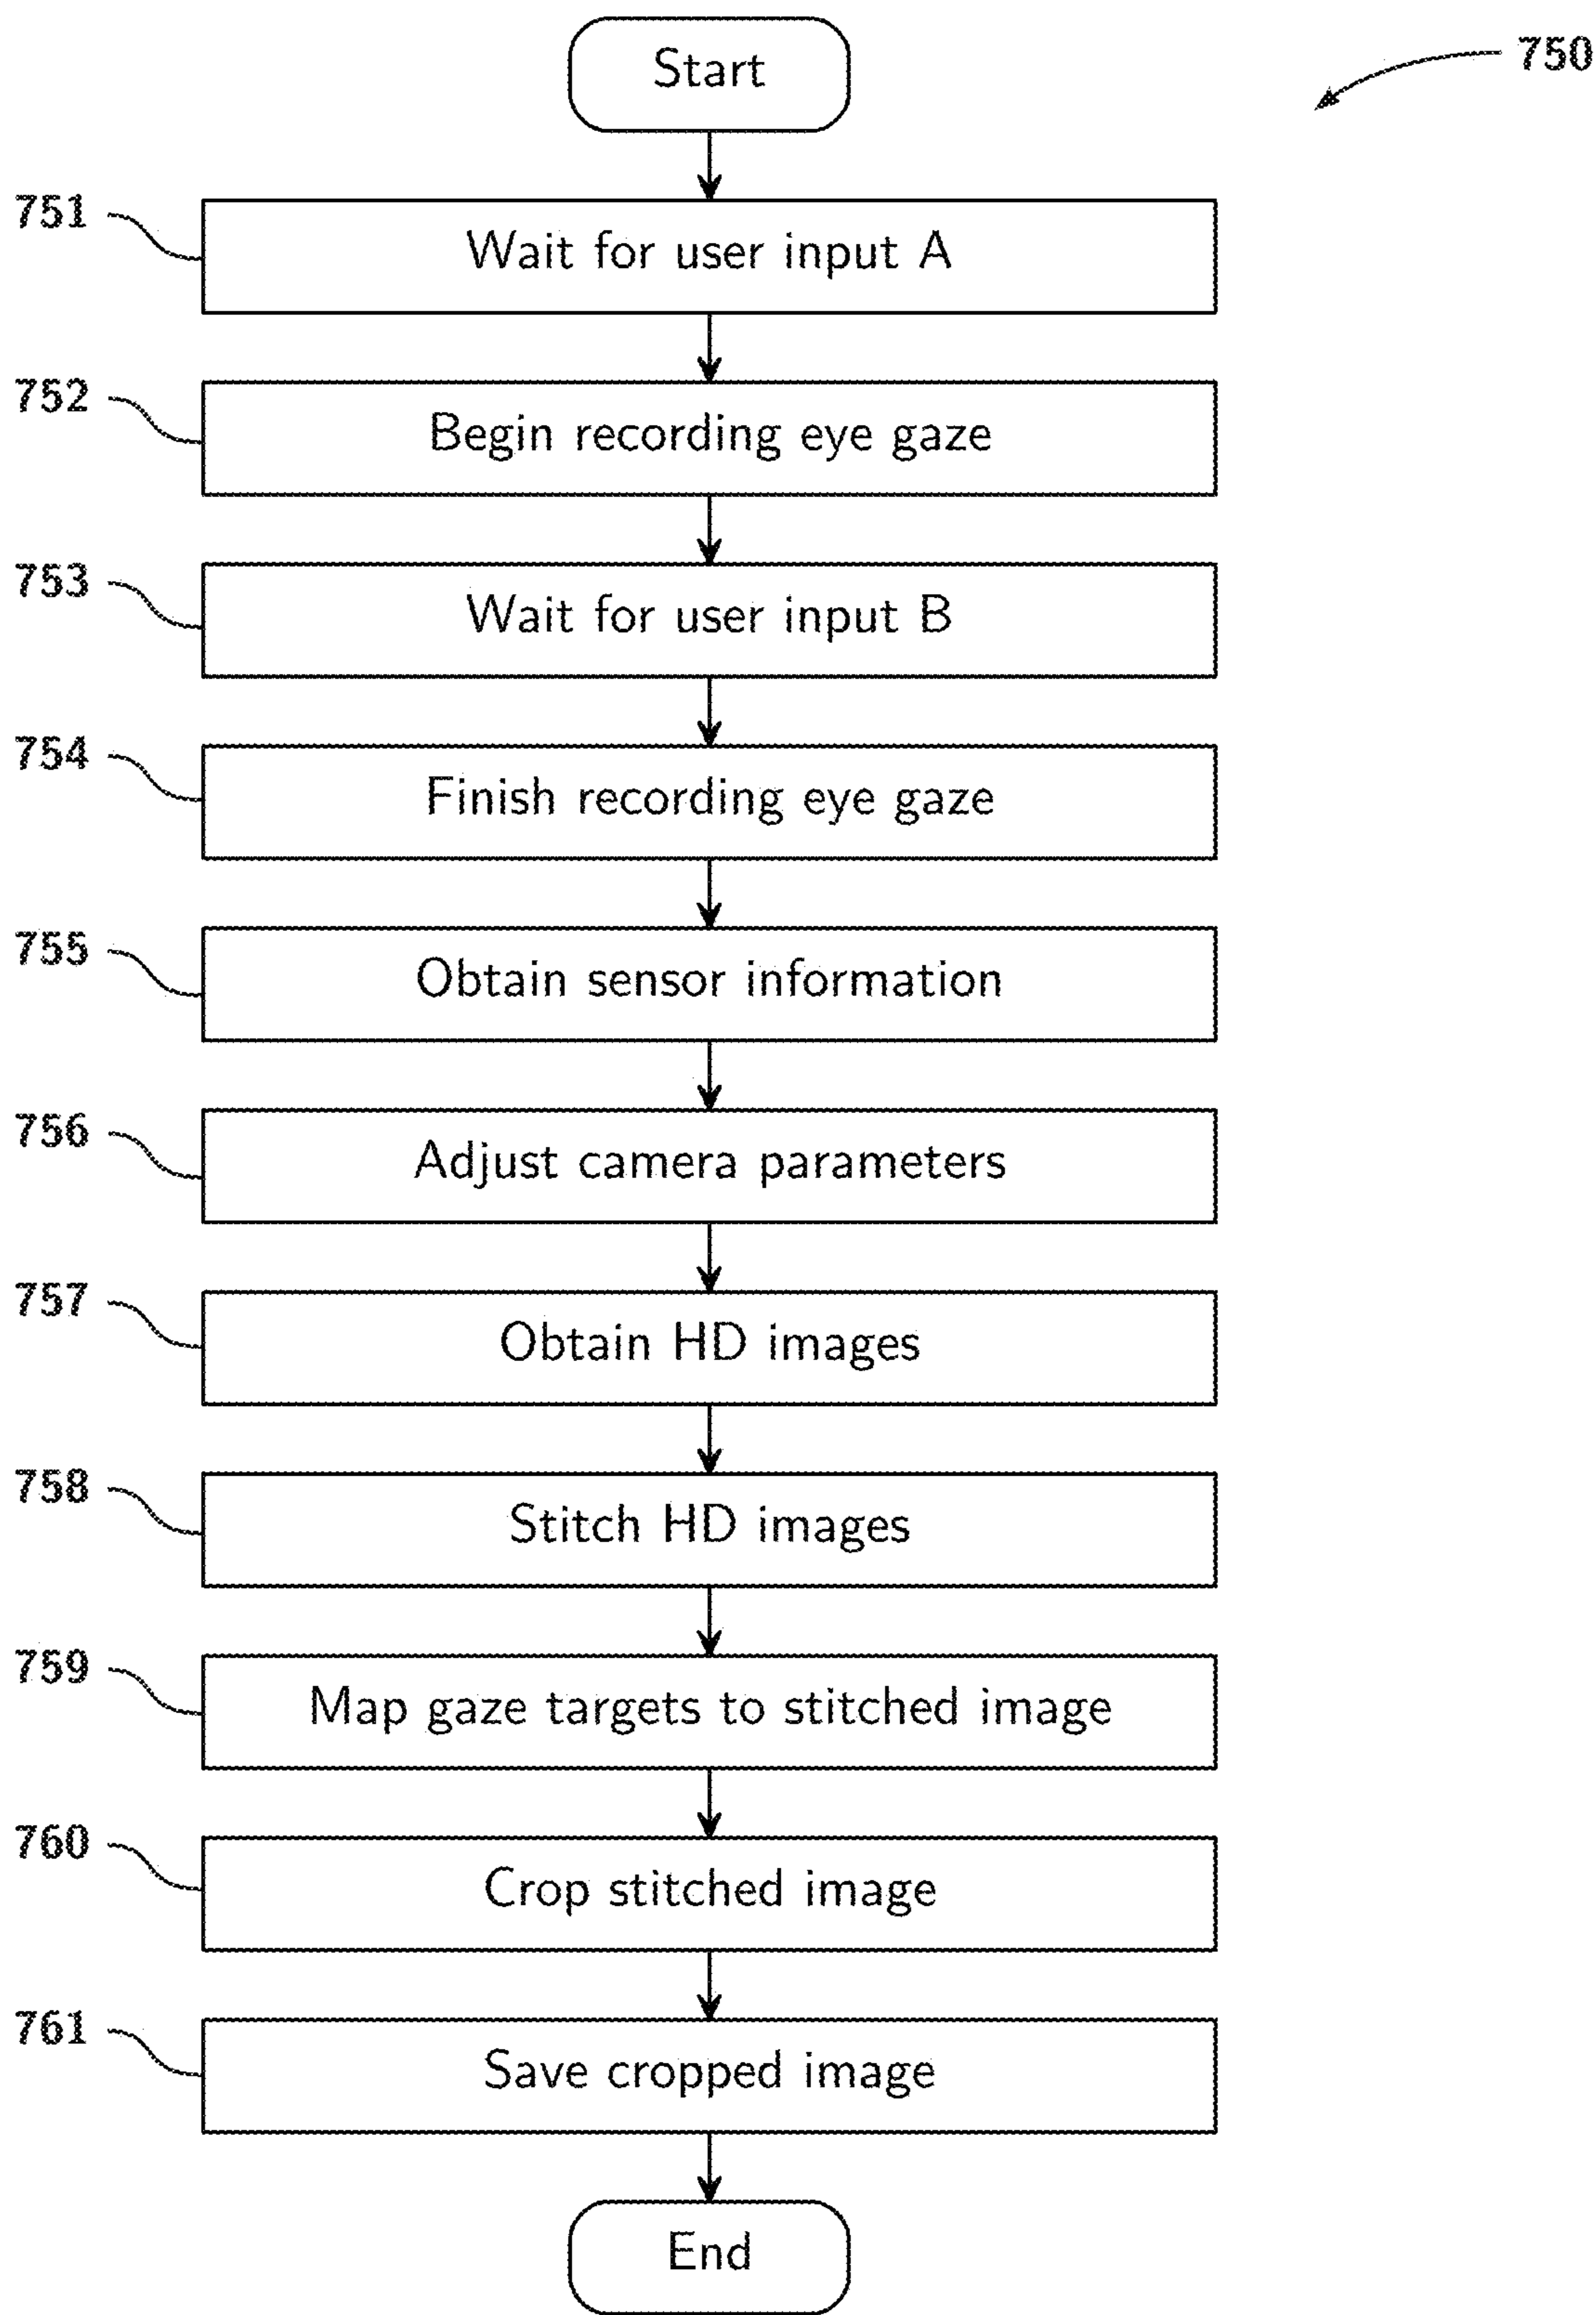 Start
750
751
Wait for user input A
752
Begin recording eye gaze
753
Wait for user input B
754
Finish recording eye gaze
755
Obtain sensor information
756
Adjust camera parameters
757
Obtain HD images
758
Stitch HD images
759
Map gaze targets to stitched image
760
Crop stitched image
761
Save cropped image
End